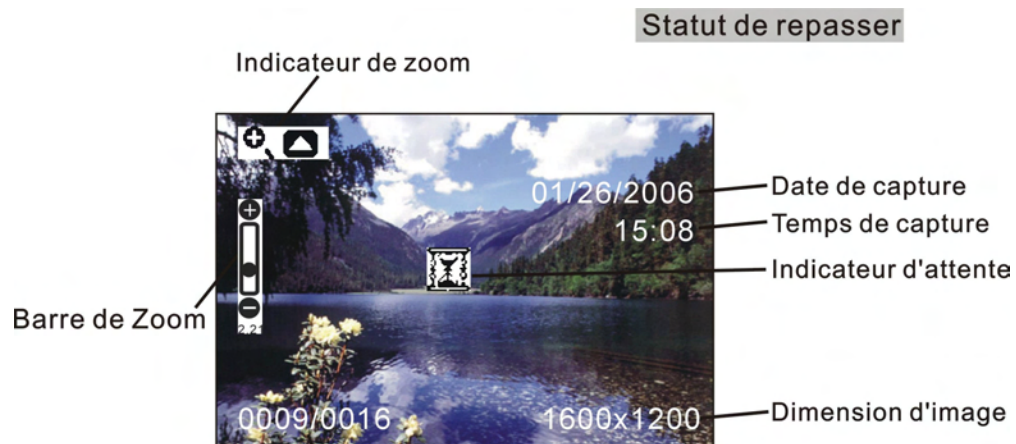 Statut de repasser
Indicateur de zoom
01/26/2006
Date de capture
15:08
Temps de capture
Indicateur d'attente
Barre de Zoom
2.21
0009/0016
1600x1200
Dimension d'image